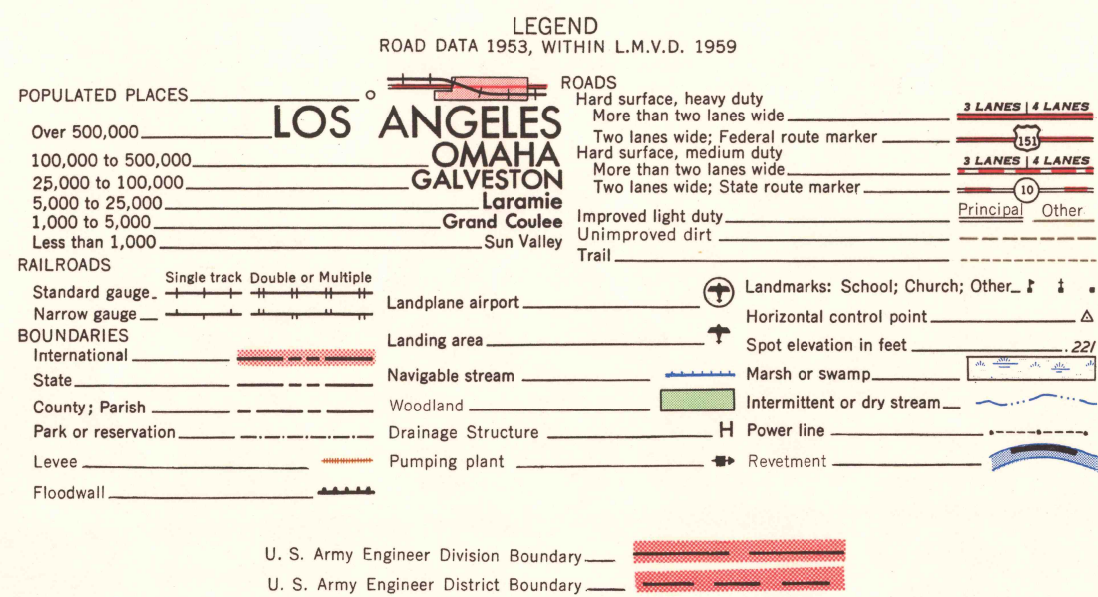 LEGEND
ROAD DATA 1953, WITHIN L.M.V.D. 1959
POPULATED PLACES
Over 500,000 LOS ANGELES
100,000 to 500,000 OMAHA
25,000 to 100,000 GALVESTON
5,000 to 25,000 Laramie
1,000 to 5,000 Grand Coulee
Less than 1,000 Sun Valley
RAILROADS
Single track Double or Multiple
Standard gauge
Narrow gauge
BOUNDARIES
International
State
County; Parish
Park or reservation
Levee
Floodwall
Landplane airport
Landing area
Navigable stream
Woodland
Drainage Structure H
Pumping plant
ROADS
Hard surface, heavy duty
More than two lanes wide 3 LANES | 4 LANES
Two lanes wide; Federal route marker 151
Hard surface, medium duty
More than two lanes wide 3 LANES | 4 LANES
Two lanes wide; State route marker 10
Principal Other
Improved light duty
Unimproved dirt
Trail
Landmarks: School; Church; Other
Horizontal control point
Spot elevation in feet .221
Marsh or swamp
Intermittent or dry stream
Power line
Revetment
U. S. Army Engineer Division Boundary
U. S. Army Engineer District Boundary